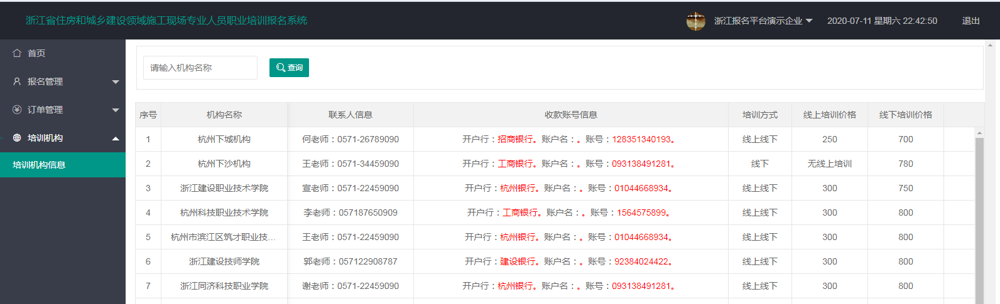 浙江省住房和城乡建设领域施工现场专业人员职业培训报名系统
浙江报名平台演示企业 2020-07-11 星期六 22:42:50 退出
首页
报名管理
订单管理
培训机构
培训机构信息
请输入机构名称 查询
序号 机构名称 联系人信息 收款账号信息 培训方式 线上培训价格 线下培训价格
1 杭州下城机构 何老师：0571-26789090 开户行：招商银行。账户名：。账号：128351340193。 线上线下 250 700
2 杭州下沙机构 王老师：0571-34459090 开户行：工商银行。账户名：。账号：093138491281。 线下 无线上培训 780
3 浙江建设职业技术学院 宣老师：0571-22459090 开户行：杭州银行。账户名：。账号：01044668934。 线上线下 300 750
4 杭州科技职业技术学院 李老师：057187650909 开户行：工商银行。账户名：。账号：1564575899。 线上线下 300 800
5 杭州市滨江区筑才职业技... 王老师：0571-22459090 开户行：杭州银行。账户名：。账号：01044668934。 线上线下 300 800
6 浙江建设技师学院 郭老师：057122908787 开户行：建设银行。账户名：。账号：92384024422。 线上线下 300 800
7 浙江同济科技职业学院 谢老师：0571-22459090 开户行：杭州银行。账户名：。账号：093138491281。 线上线下 300 800